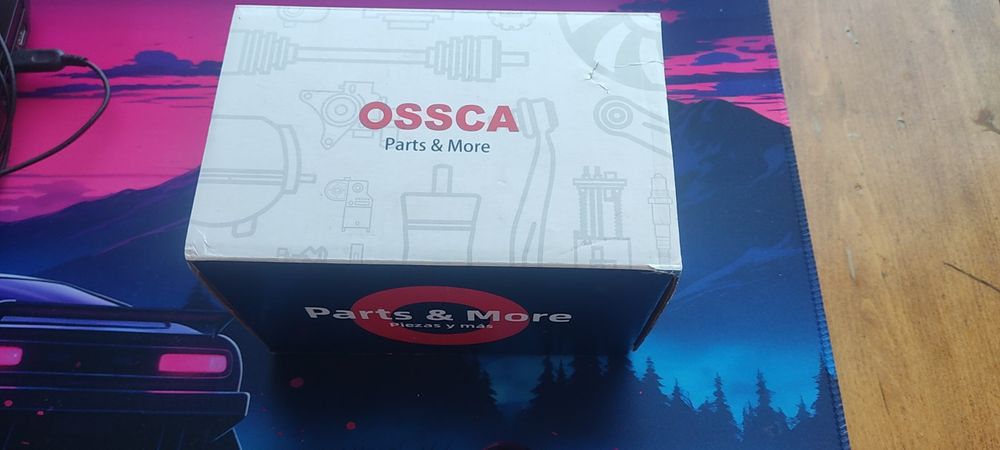 OSSCA
Parts & More
Parts & More
Piezas y más